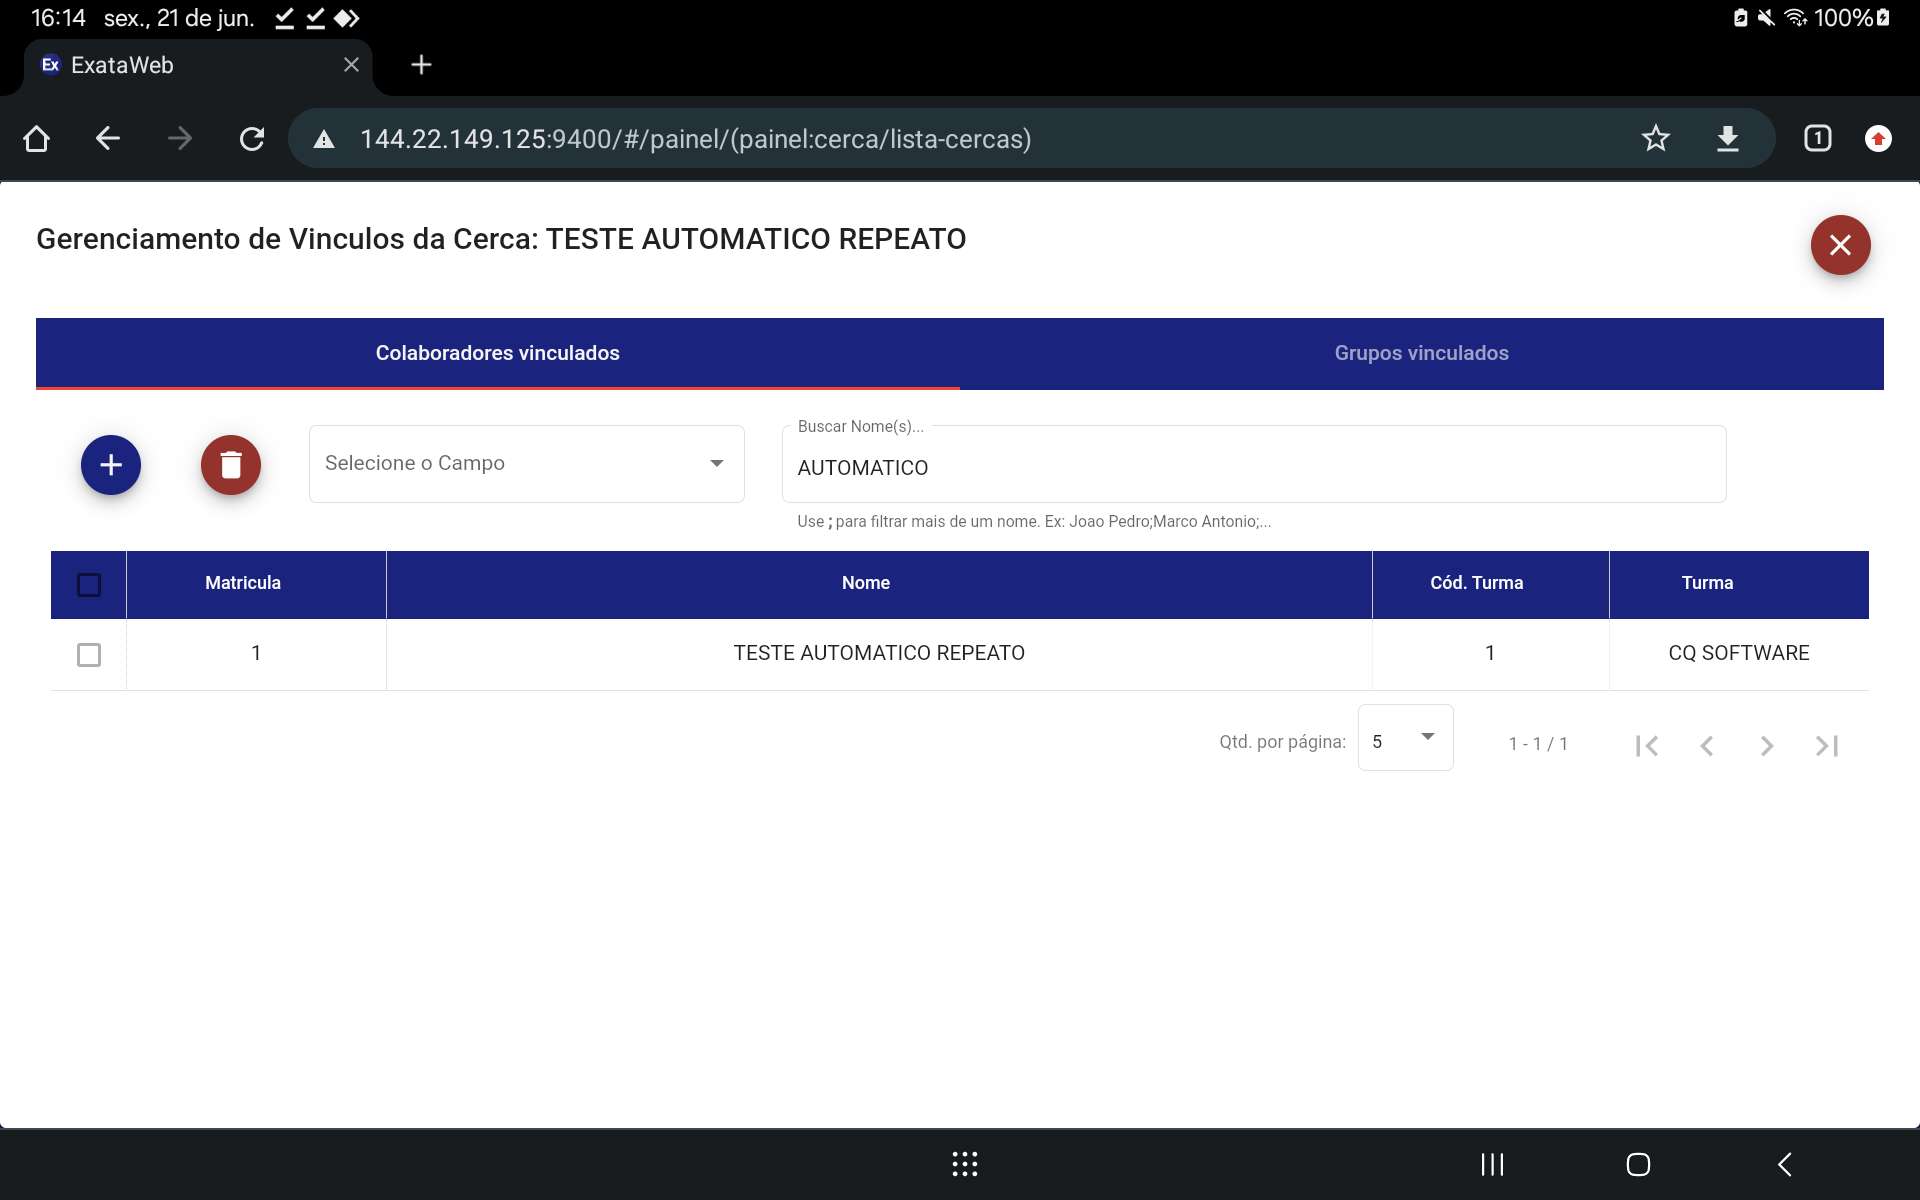 16:14 sex., 21 de jun.
100%
Ex ExataWeb
144.22.149.125:9400/#/painel/(painel:cerca/lista-cercas)
1
Gerenciamento de Vinculos da Cerca: TESTE AUTOMATICO REPEATO
Colaboradores vinculados
Grupos vinculados
Selecione o Campo
Buscar Nome(s)...
AUTOMATICO
Use ; para filtrar mais de um nome. Ex: Joao Pedro;Marco Antonio;...
Matricula Nome Cód. Turma Turma
1 TESTE AUTOMATICO REPEATO 1 CQ SOFTWARE
Qtd. por página: 5 1 - 1 / 1